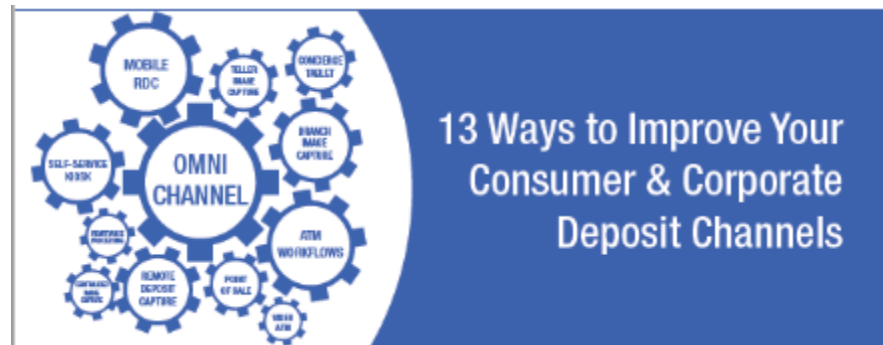 MOBILE
RDC
TELLER
IMAGE
CAPTURE
CONCIERGE
TABLET
SELF-SERVICE
KIOSK
OMNI
CHANNEL
BRANCH
IMAGE
CAPTURE
13 Ways to Improve Your
Consumer & Corporate
Deposit Channels
ATM
WORKFLOWS
REMOTE
DEPOSIT
CAPTURE
POINT
OF SALE
VIDEO
ATM